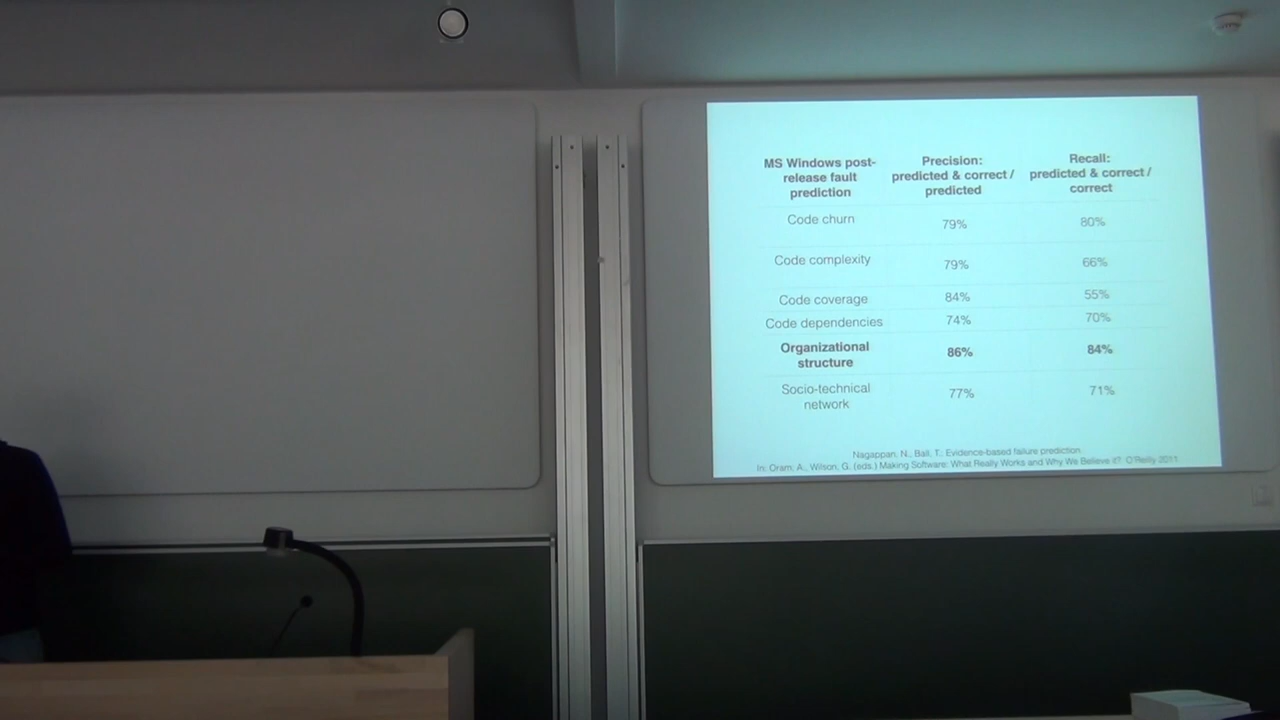 MS Windows post-
release fault
prediction
Precision:
predicted & correct /
predicted
Recall:
predicted & correct /
correct
Code churn
79%
80%
Code complexity
79%
66%
Code coverage
84%
55%
Code dependencies
74%
70%
Organizational
structure
86%
84%
Socio-technical
network
77%
71%
Nagappan, N., Ball, T.: Evidence-based failure prediction.
In: Oram, A., Wilson, G. (eds.) Making Software: What Really Works and Why We Believe it? O'Reilly 2011